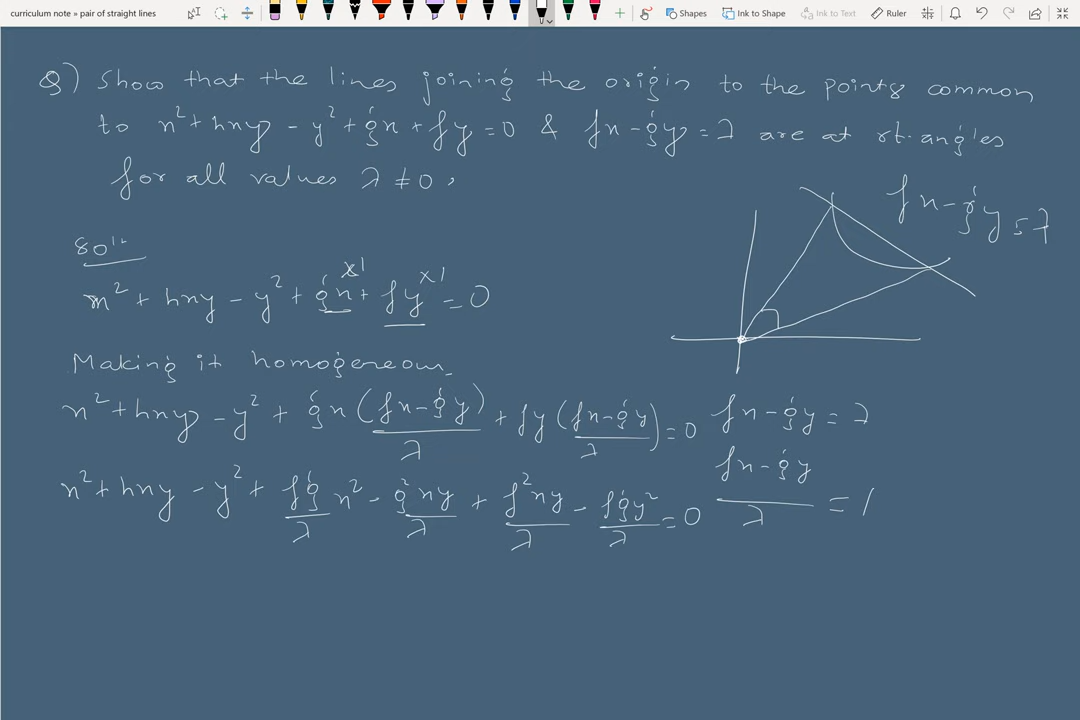 curriculum note » pair of straight lines
Shapes Ink to Shape Ink to Text Ruler Share
Q) Show that the lines joining the origin to the points common
to x² + hxy - y² + gx + fy = 0 & fx - gy = λ are at rt. angles
for all values λ ≠ 0.
fx - gy = λ
Solⁿ
x² + hxy - y² + gx×1 + fy×1 = 0
Making it homogeneous
x² + hxy - y² + gx (fx - gy)/λ + fy (fx - gy)/λ = 0
fx - gy = λ
x² + hxy - y² + fg/λ x² - g²xy/λ + f²xy/λ - fgy²/λ = 0
(fx - gy)/λ = 1